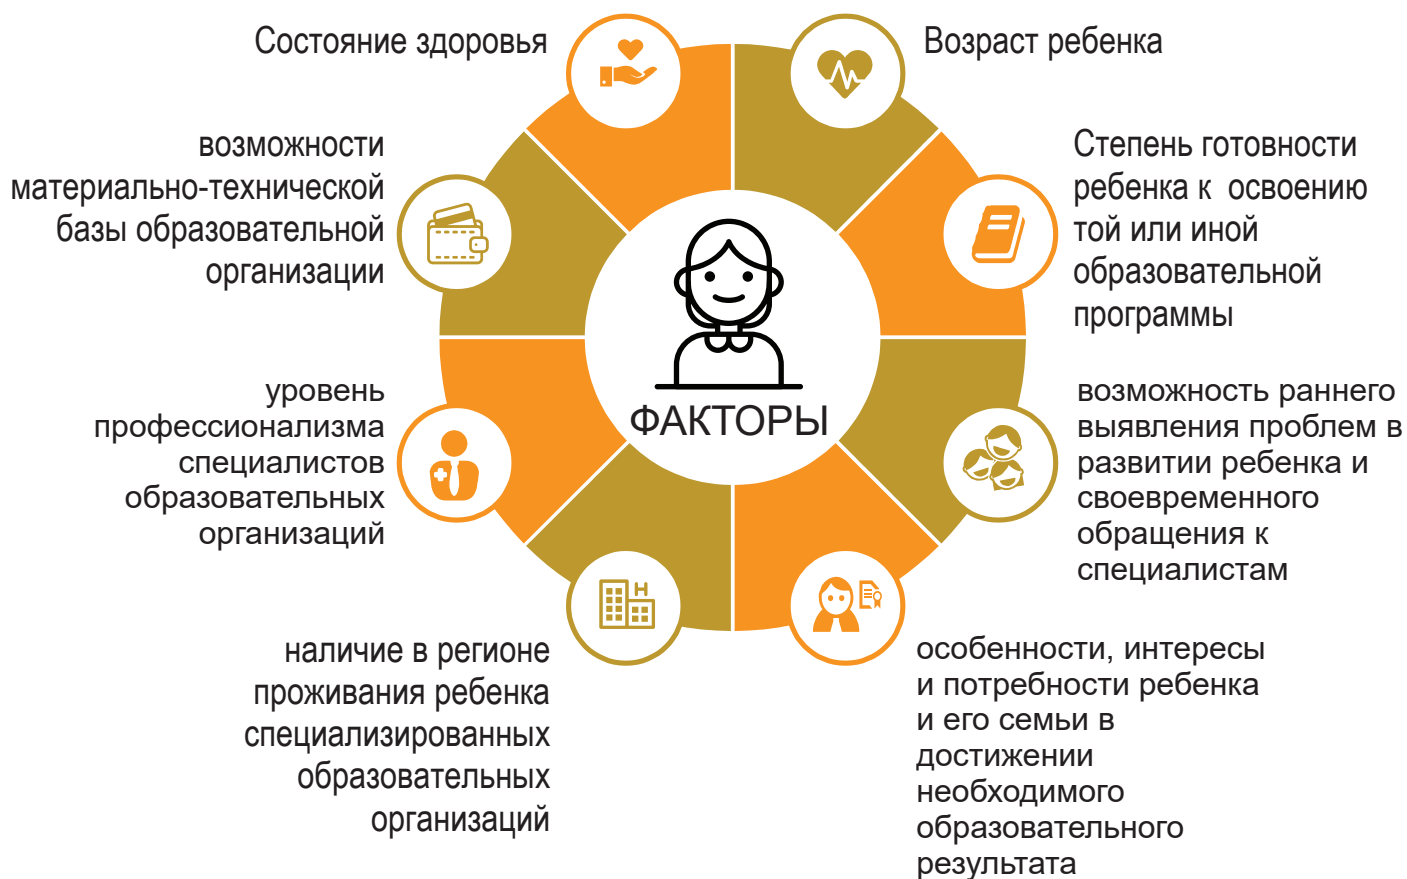 Состояние здоровья
Возраст ребенка
возможности
материально-технической
базы образовательной
организации
Степень готовности
ребенка к освоению
той или иной
образовательной
программы
ФАКТОРЫ
уровень
профессионализма
специалистов
образовательных
организаций
возможность раннего
выявления проблем в
развитии ребенка и
своевременного
обращения к
специалистам
H
наличие в регионе
проживания ребенка
специализированных
образовательных
организаций
особенности, интересы
и потребности ребенка
и его семьи в
достижении
необходимого
образовательного
результата